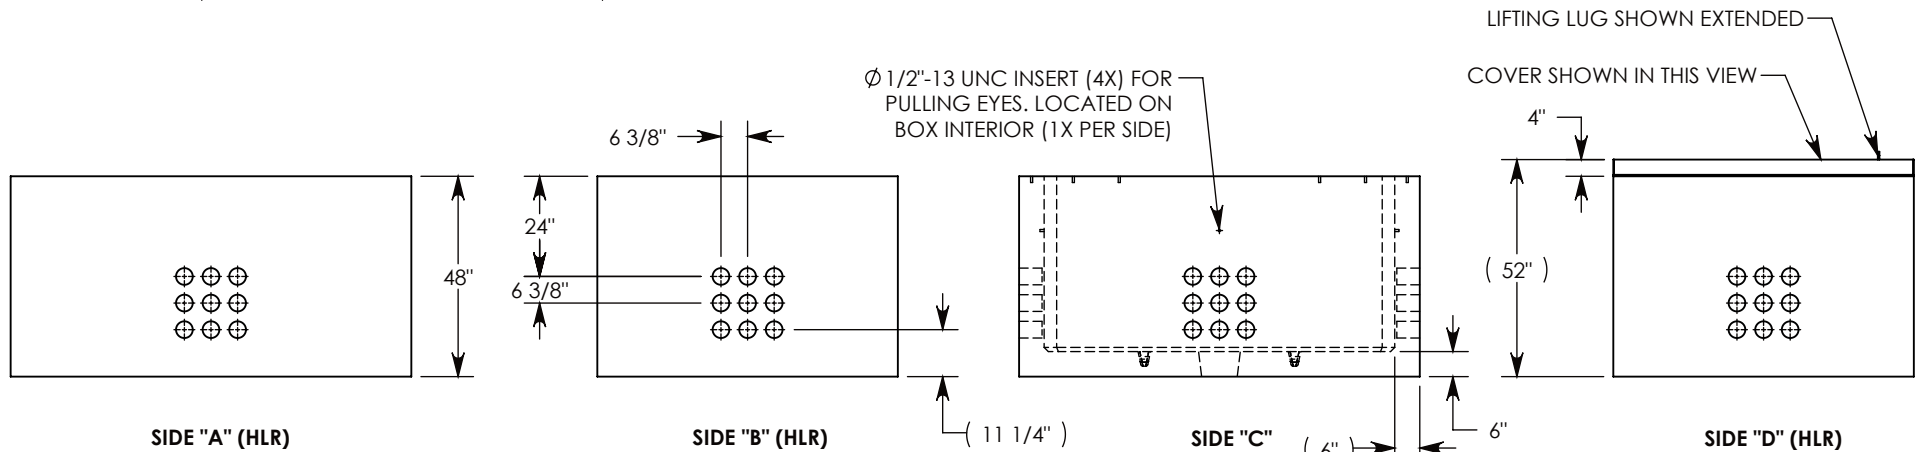 LIFTING LUG SHOWN EXTENDED
COVER SHOWN IN THIS VIEW
4"
Ø 1/2"-13 UNC INSERT (4X) FOR
PULLING EYES. LOCATED ON
BOX INTERIOR (1X PER SIDE)
6 3/8"
24"
6 3/8"
48"
( 52" )
( 11 1/4" )
6"
( 6" )
SIDE "A" (HLR)
SIDE "B" (HLR)
SIDE "C"
SIDE "D" (HLR)